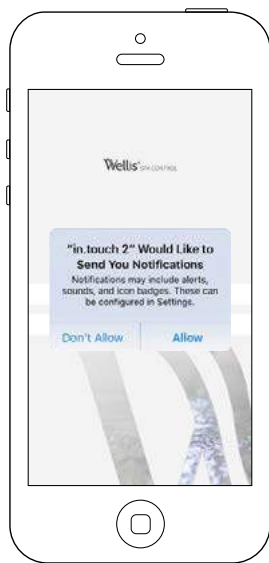 Wellis® SPA CONTROL
"in.touch 2" Would Like to
Send You Notifications
Notifications may include alerts,
sounds, and icon badges. These can
be configured in Settings.
Don't Allow
Allow